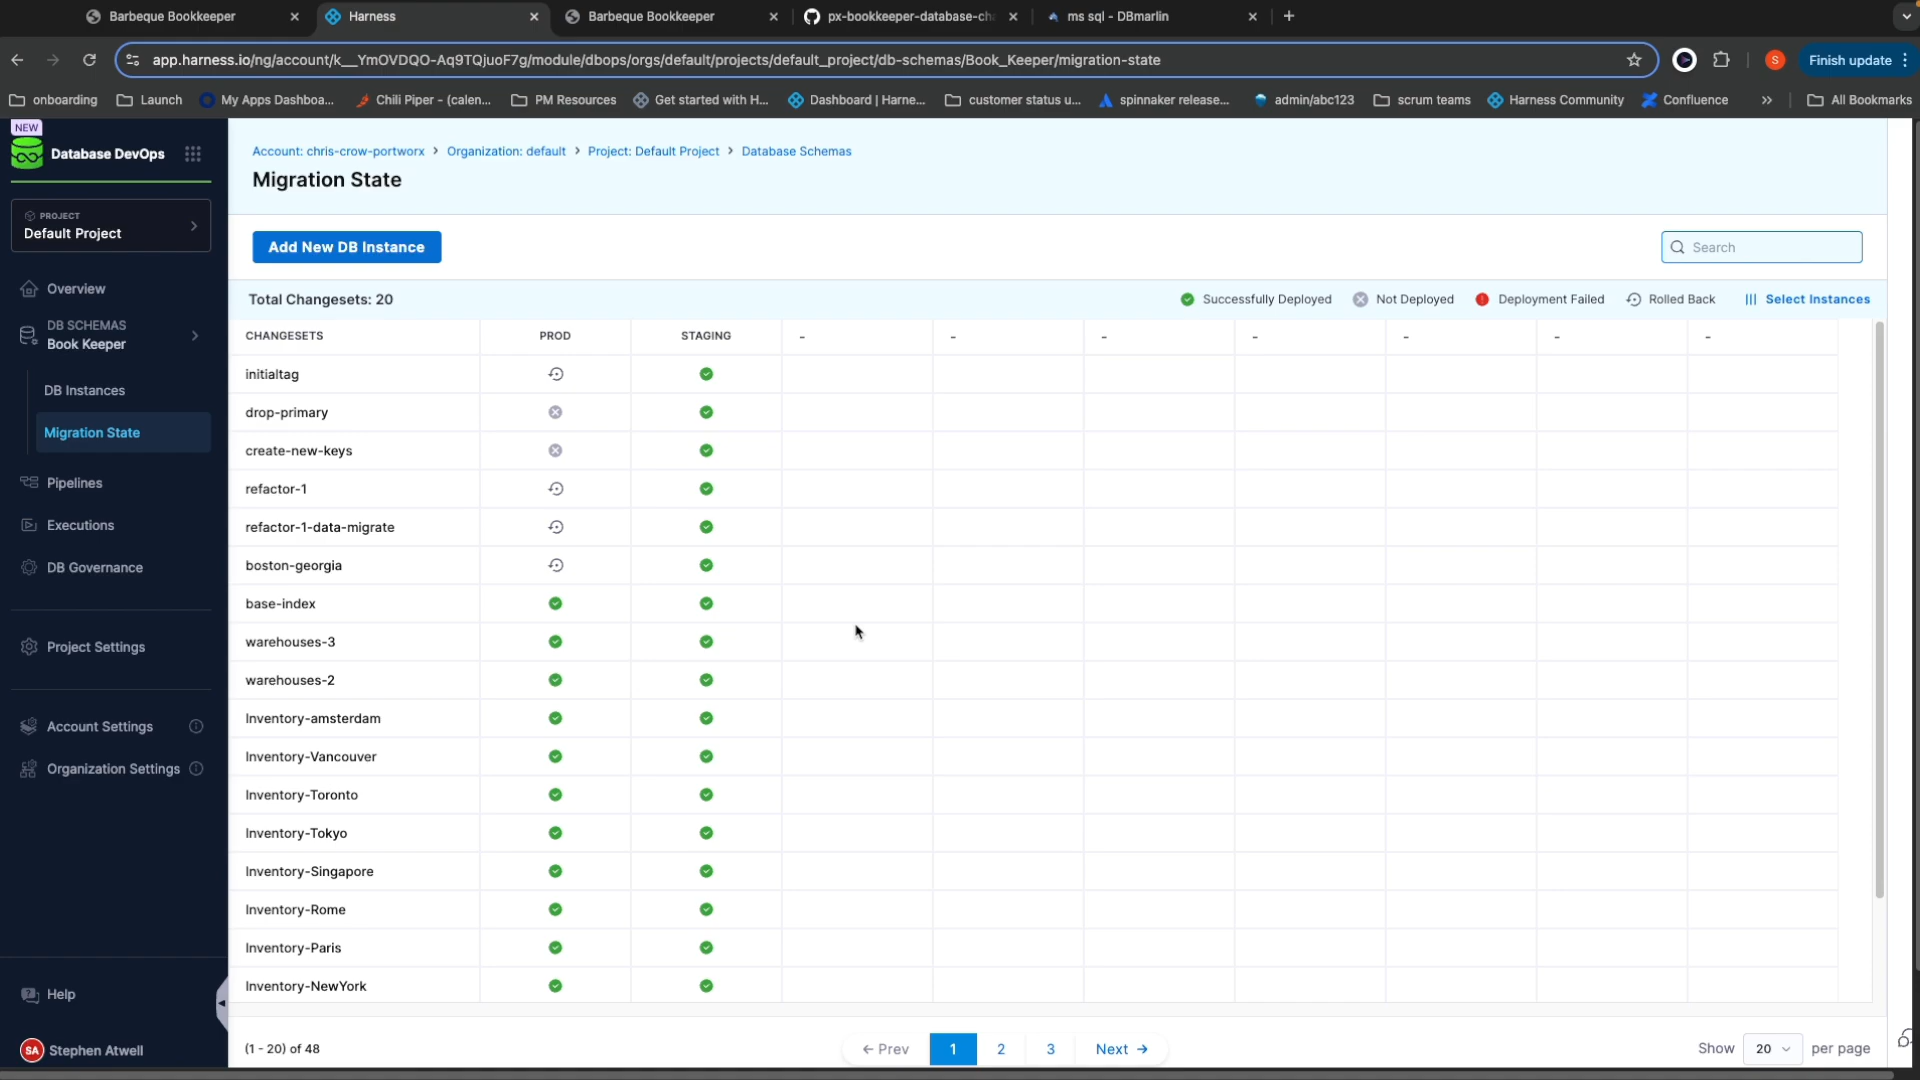 Barbeque Bookkeeper
Harness
Barbeque Bookkeeper
px-bookkeeper-database-ch
ms sql - DBmarlin
app.harness.io/ng/account/k__YmOVDQO-Aq9TQjuoF7g/module/dbops/orgs/default/projects/default_project/db-schemas/Book_Keeper/migration-state
S
Finish update
onboarding
Launch
My Apps Dashboa...
Chili Piper - (calen...
PM Resources
Get started with H...
Dashboard | Harne...
customer status u...
spinnaker release...
admin/abc123
scrum teams
Harness Community
Confluence
»
All Bookmarks
NEW
Database DevOps
PROJECT
Default Project
Overview
DB SCHEMAS
Book Keeper
DB Instances
Migration State
Pipelines
Executions
DB Governance
Project Settings
Account Settings
Organization Settings
Help
SA Stephen Atwell
Account: chris-crow-portworx > Organization: default > Project: Default Project > Database Schemas
Migration State
Add New DB Instance
Search
Total Changesets: 20
Successfully Deployed
Not Deployed
Deployment Failed
Rolled Back
Select Instances
CHANGESETS PROD STAGING - - - - - - -
initialtag
drop-primary
create-new-keys
refactor-1
refactor-1-data-migrate
boston-georgia
base-index
warehouses-3
warehouses-2
Inventory-amsterdam
Inventory-Vancouver
Inventory-Toronto
Inventory-Tokyo
Inventory-Singapore
Inventory-Rome
Inventory-Paris
Inventory-NewYork
(1 - 20) of 48
← Prev 1 2 3 Next →
Show 20 per page